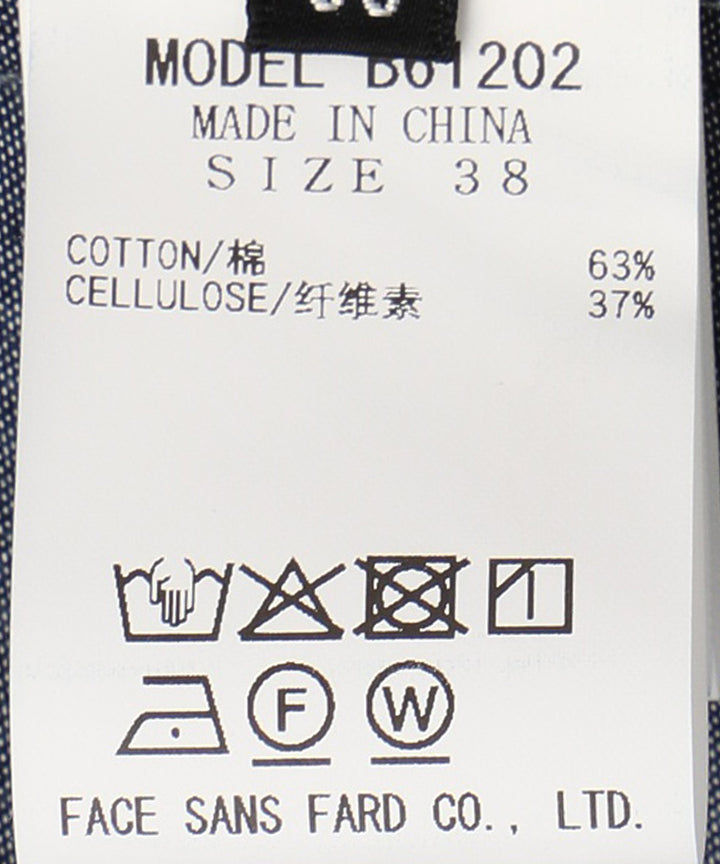 MODEL B61202
MADE IN CHINA
SIZE 38
COTTON/棉 63%
CELLULOSE/纤维素 37%
F W
FACE SANS FARD CO., LTD.